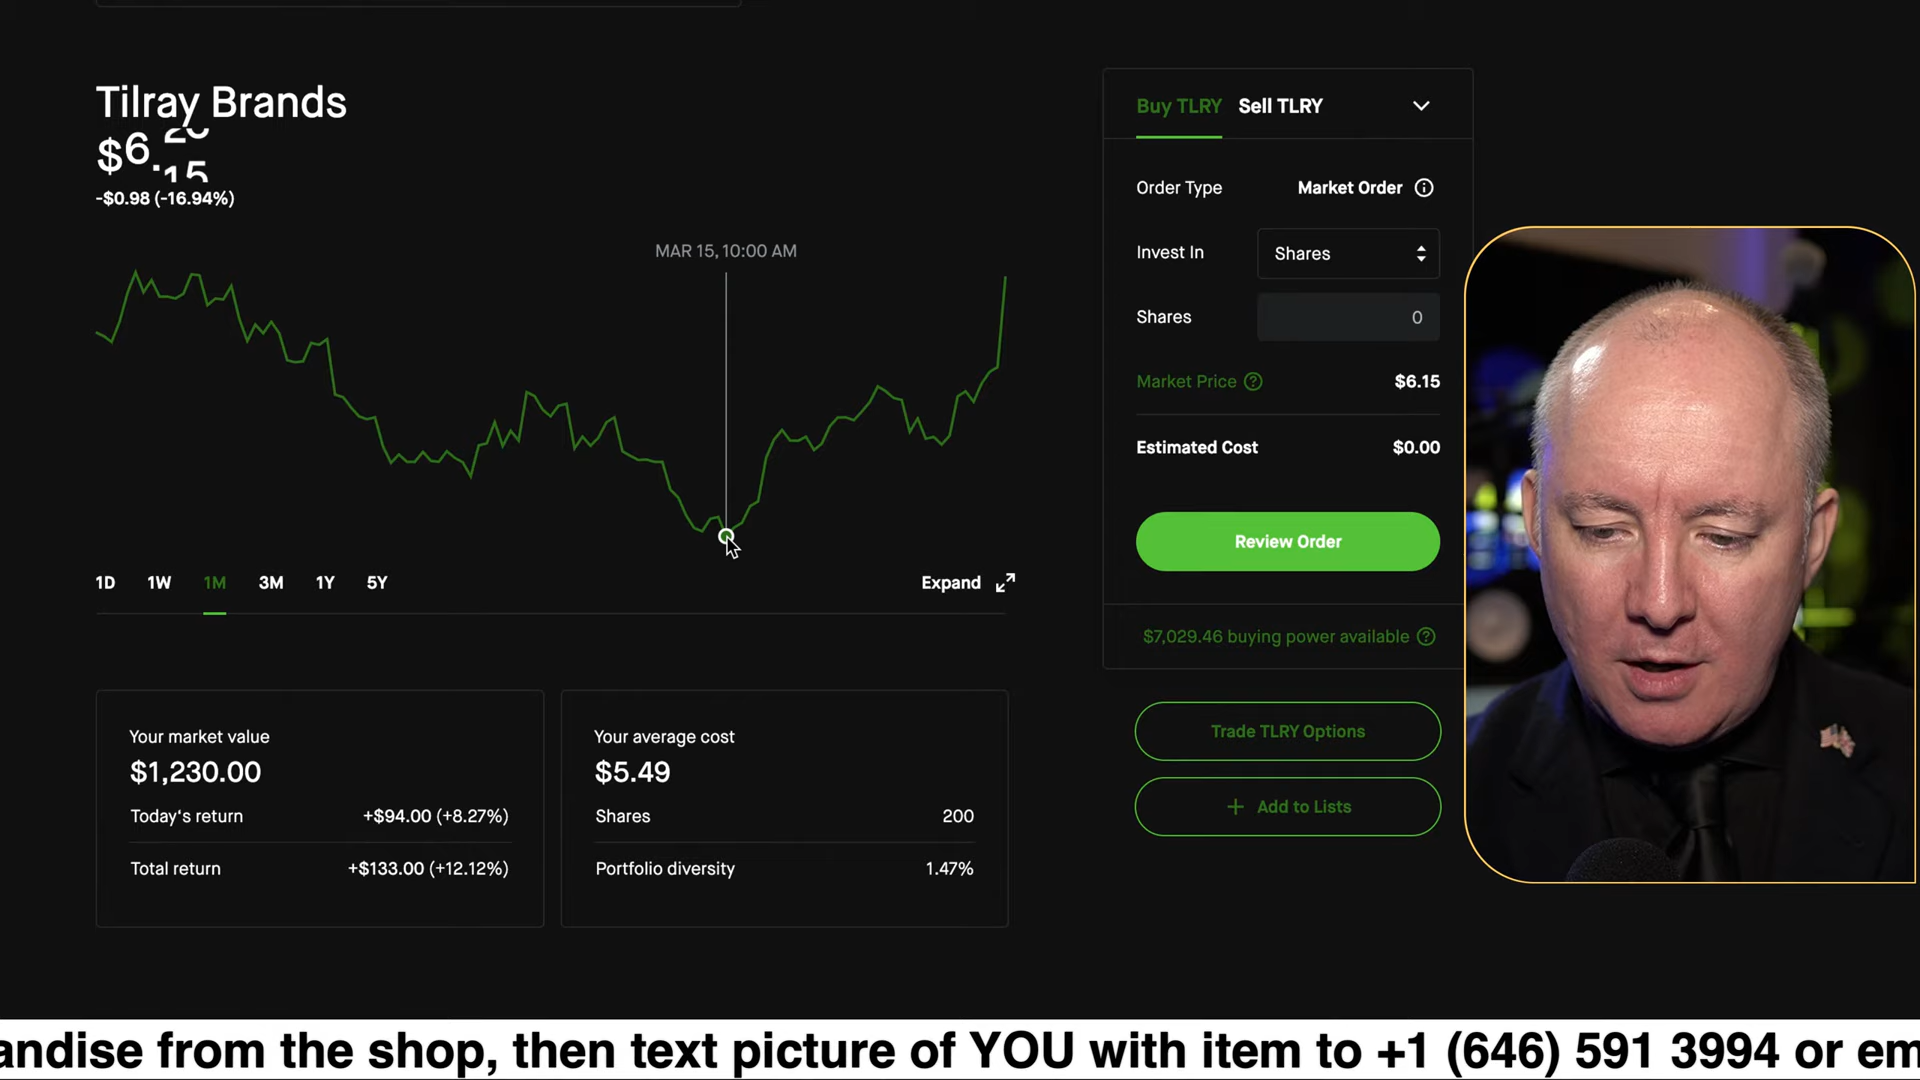 Tilray Brands
$6.
20
15
-$0.98 (-16.94%)
MAR 15, 10:00 AM
1D 1W 1M 3M 1Y 5Y
Expand
Your market value
$1,230.00
Today's return +$94.00 (+8.27%)
Total return +$133.00 (+12.12%)
Your average cost
$5.49
Shares 200
Portfolio diversity 1.47%
Buy TLRY Sell TLRY
Order Type Market Order
Invest In Shares
Shares 0
Market Price $6.15
Estimated Cost $0.00
Review Order
$7,029.46 buying power available
Trade TLRY Options
+ Add to Lists
andise from the shop, then text picture of YOU with item to +1 (646) 591 3994 or em